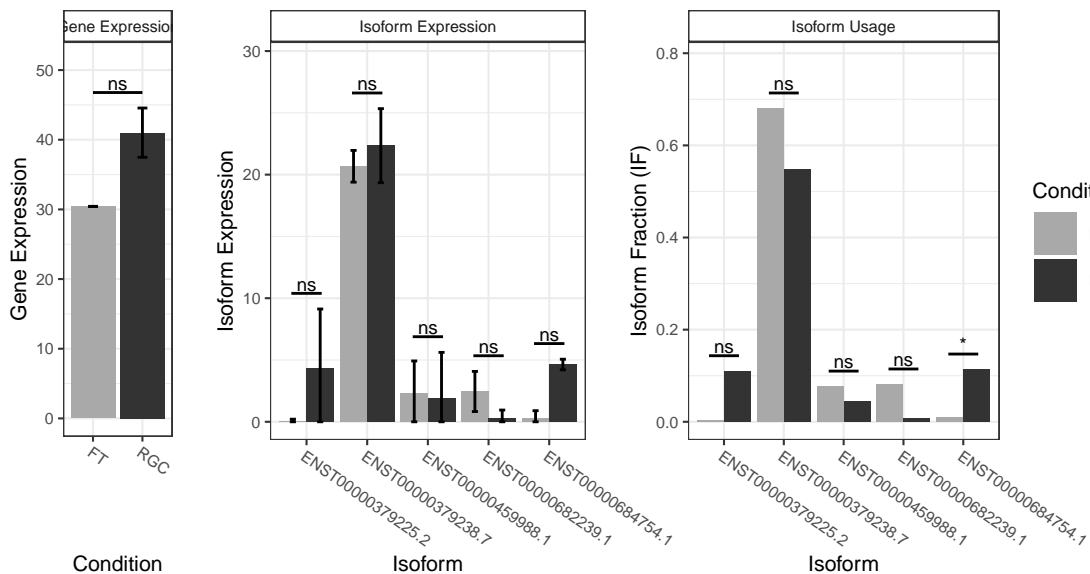 Gene Expression
Gene Expression
50
40
30
20
10
0
ns
FT
RGC
Condition
Isoform Expression
Isoform Expression
30
20
10
0
ns
ns
ns
ns
ns
ENST00000379225.2
ENST00000379238.7
ENST00000459988.1
ENST00000682239.1
ENST00000684754.1
Isoform
Isoform Usage
Isoform Fraction (IF)
0.8
0.6
0.4
0.2
0.0
ns
ns
ns
ns
*
ENST00000379225.2
ENST00000379238.7
ENST00000459988.1
ENST00000682239.1
ENST00000684754.1
Isoform
Condit